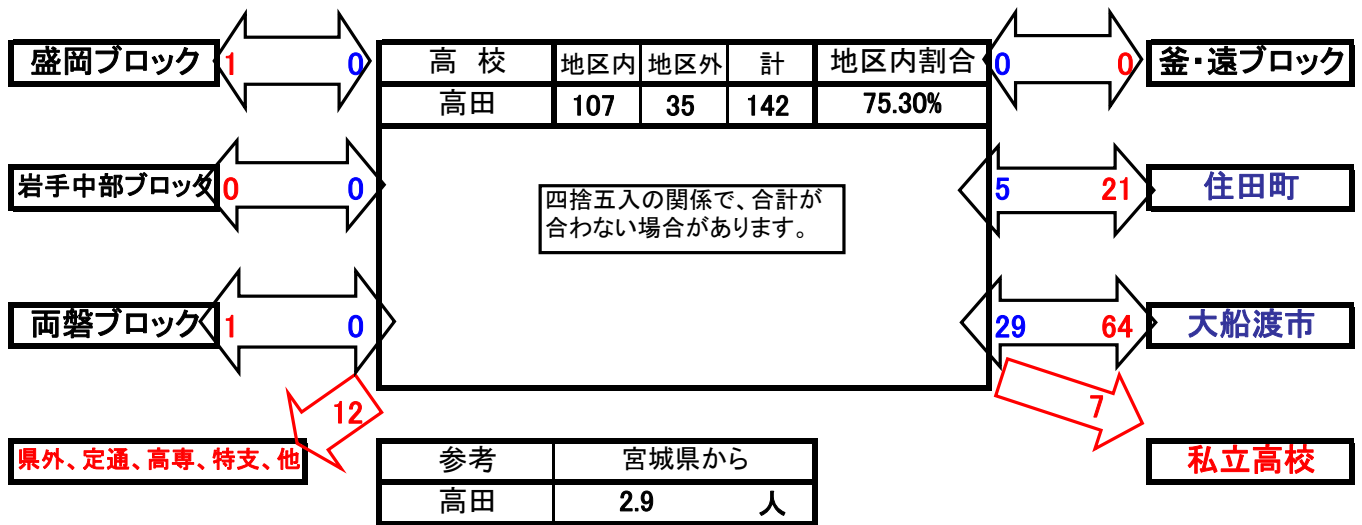 盛岡ブロック 1 0
高 校 地区内 地区外 計 地区内割合
高田 107 35 142 75.30%
0 0 釜・遠ブロック
岩手中部ブロック 0 0
四捨五入の関係で、合計が
合わない場合があります。
5 21 住田町
両磐ブロック 1 0
29 64 大船渡市
12
7
県外、定通、高専、特支、他
参考 宮城県から
高田 2.9 人
私立高校